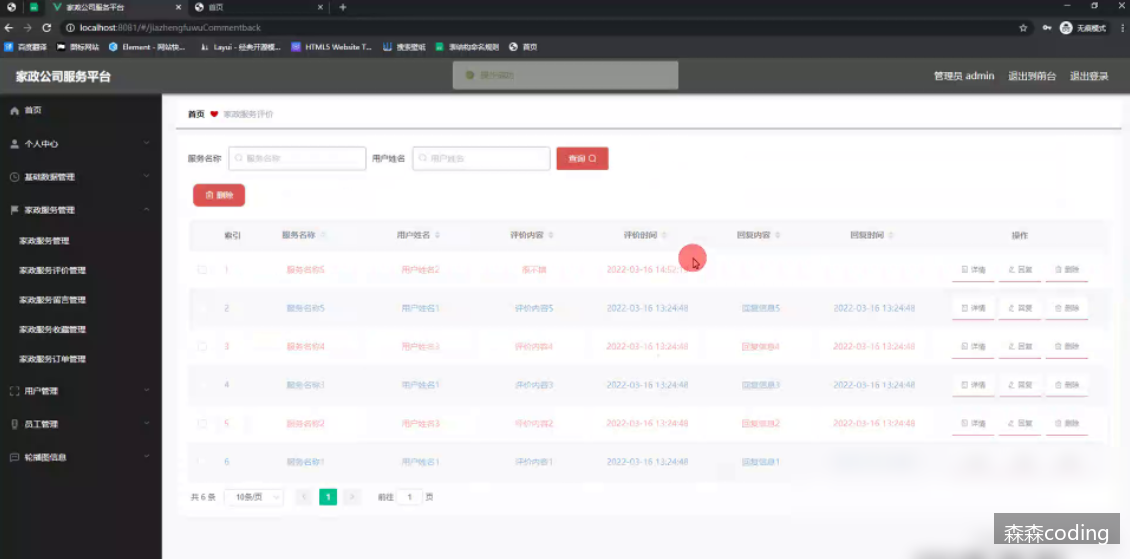 家政公司服务平台
首页
localhost:8081/#/jiazhengfuwuCommentback
无痕模式
百度翻译 图标网站 Element - 网站快... Layui - 经典开源模... HTML5 Website T... 搜索壁纸 首页
家政公司服务平台
操作成功
管理员 admin 退出到前台 退出登录
首页
个人中心
基础数据管理
家政服务管理
家政服务管理
家政服务评价管理
家政服务留言管理
家政服务收藏管理
家政服务订单管理
用户管理
员工管理
轮播图信息
首页 家政服务评价
服务名称 服务名称 用户姓名 用户姓名 查询
删除
索引 服务名称 用户姓名 评价内容 评价时间 回复内容 回复时间 操作
1 服务名称5 用户姓名2 2022-03-16 14:52: 详情 回复 删除
2 服务名称5 用户姓名1 评价内容5 2022-03-16 13:24:48 回复信息5 2022-03-16 13:24:48 详情 回复 删除
3 服务名称4 用户姓名3 评价内容4 2022-03-16 13:24:48 回复信息4 2022-03-16 13:24:48 详情 回复 删除
4 服务名称3 用户姓名1 评价内容3 2022-03-16 13:24:48 回复信息3 2022-03-16 13:24:48 详情 回复 删除
5 服务名称2 用户姓名3 评价内容2 2022-03-16 13:24:48 回复信息2 2022-03-16 13:24:48 详情 回复 删除
6 服务名称1 用户姓名1 评价内容1 2022-03-16 13:24:48 回复信息1
共 6 条 10条/页 1 前往 1 页
森森coding